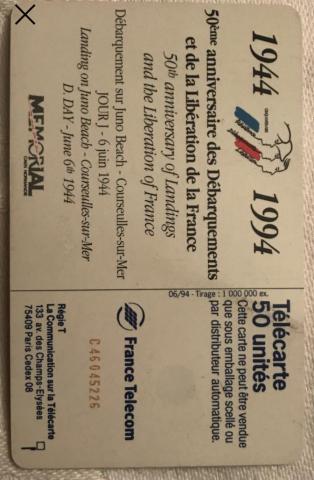 1944 1994
50ème anniversaire des Débarquements
et de la Libération de la France
50th anniversary of Landings
and the Liberation of France
Débarquement sur Juno Beach - Courseulles-sur-Mer
JOUR J - 6 juin 1944
Landing on Juno Beach - Courseulles-sur-Mer
D. DAY - June 6th 1944
MEMORIAL
CAEN NORMANDIE
06/94 - Tirage : 1 000 000 ex.
Télécarte
50 unités
Cette carte ne peut être vendue
que sous emballage scellé ou
par distributeur automatique.
France Telecom
C46045226
Régie T
La Communication sur la Télécarte
133 av. des Champs-Elysées
75409 Paris Cedex 08